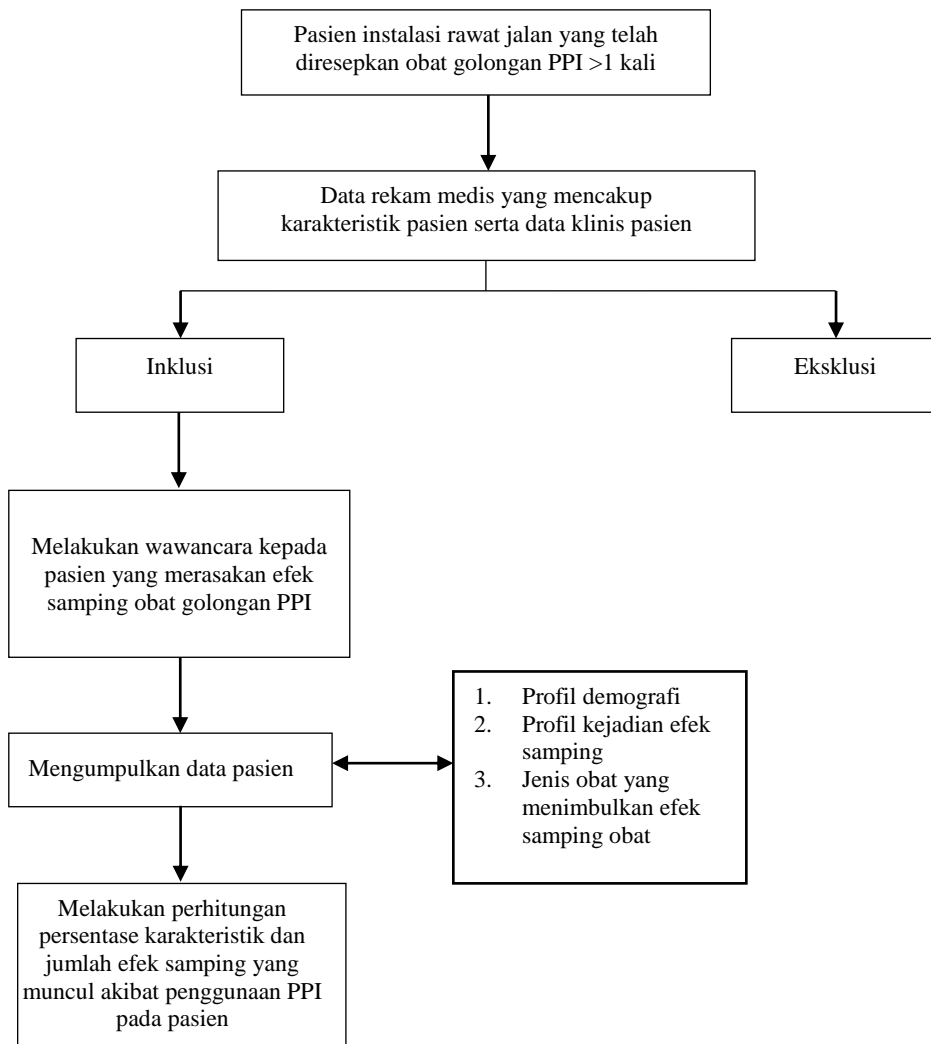 Pasien instalasi rawat jalan yang telah
diresepkan obat golongan PPI >1 kali
Data rekam medis yang mencakup
karakteristik pasien serta data klinis pasien
Inklusi
Eksklusi
Melakukan wawancara kepada
pasien yang merasakan efek
samping obat golongan PPI
Mengumpulkan data pasien
1. Profil demografi
2. Profil kejadian efek
samping
3. Jenis obat yang
menimbulkan efek
samping obat
Melakukan perhitungan
persentase karakteristik dan
jumlah efek samping yang
muncul akibat penggunaan PPI
pada pasien